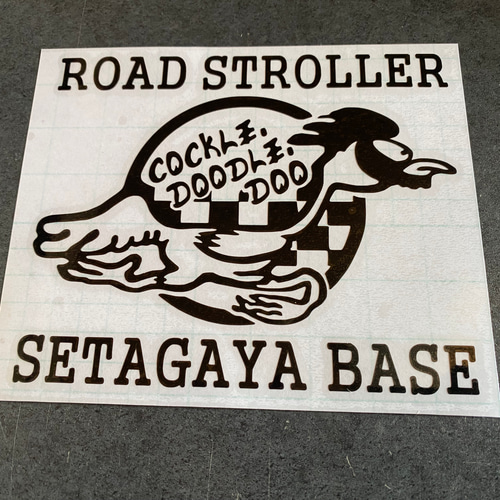 ROAD STROLLER
COCKLE.
DOODLE.
DOO
SETAGAYA BASE